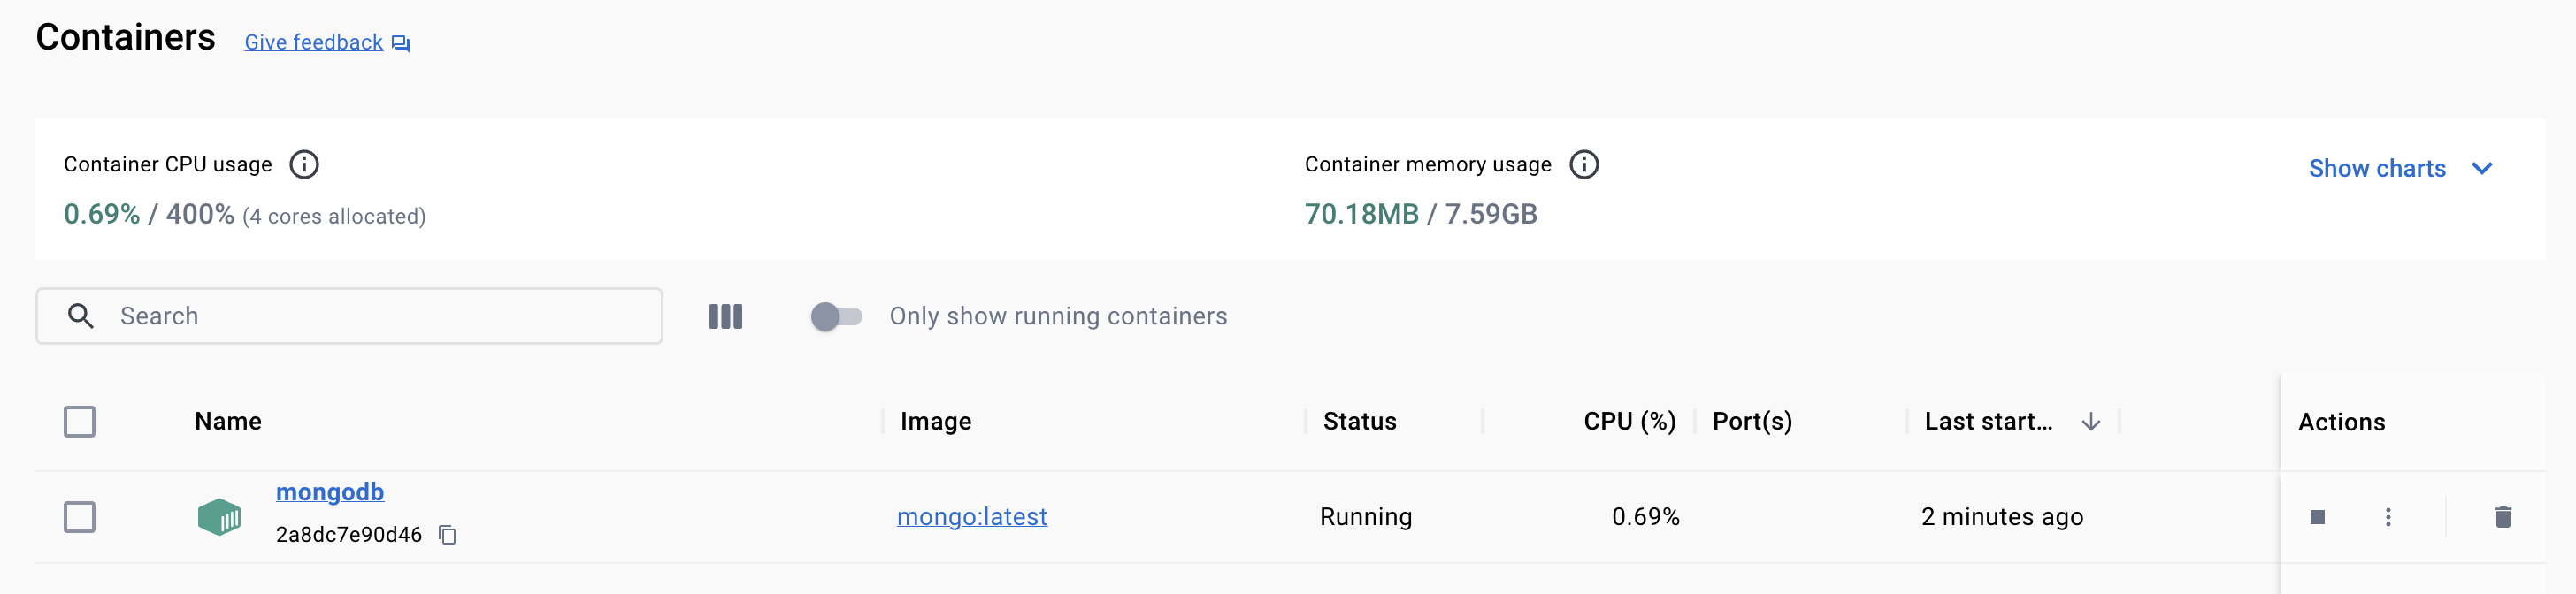 Containers Give feedback
Container CPU usage
0.69% / 400% (4 cores allocated)
Container memory usage
70.18MB / 7.59GB
Show charts
Search
Only show running containers
Name Image Status CPU (%) Port(s) Last start... Actions
mongodb
2a8dc7e90d46
mongo:latest Running 0.69% 2 minutes ago